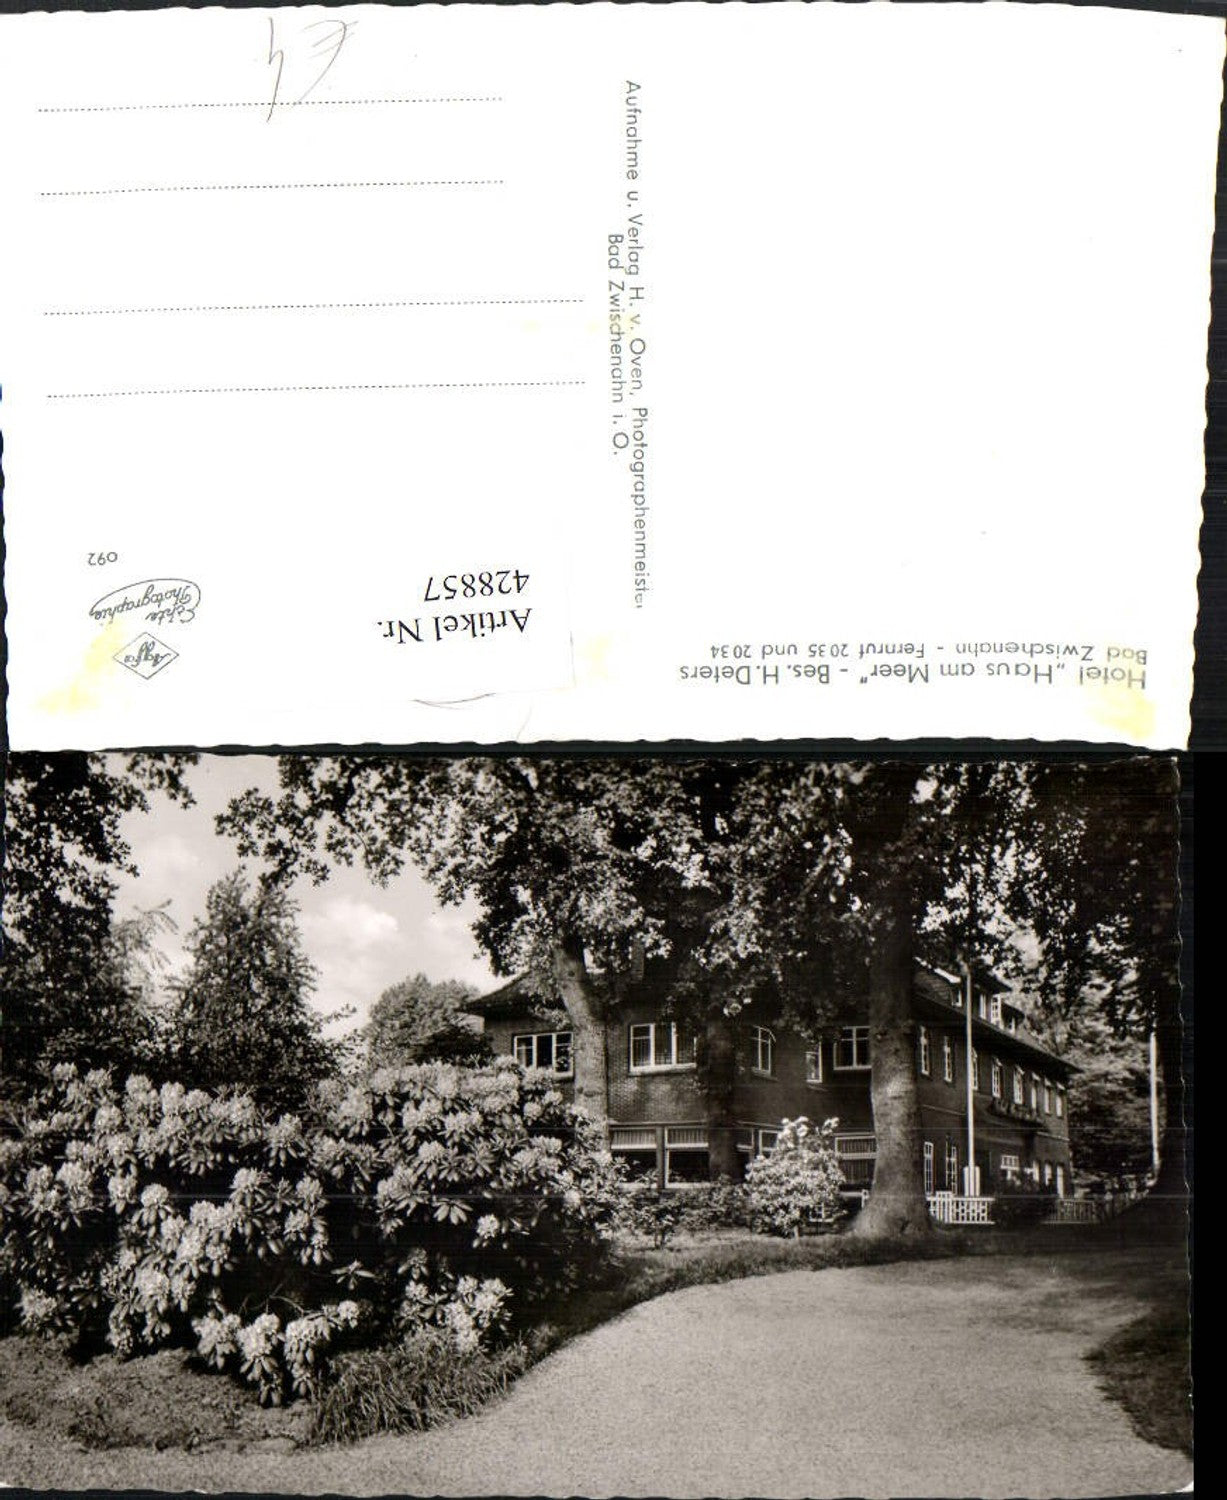 Hotel „Haus am Meer" - Bes. H. Deters
Bad Zwischenahn - Fernruf 2035 und 2034
Aufnahme u. Verlag H. v. Oven, Photographenmeister
Bad Zwischenahn i. O.
Artikel Nr.
428857
Agfa
Echte
Photographie
092
€ 4